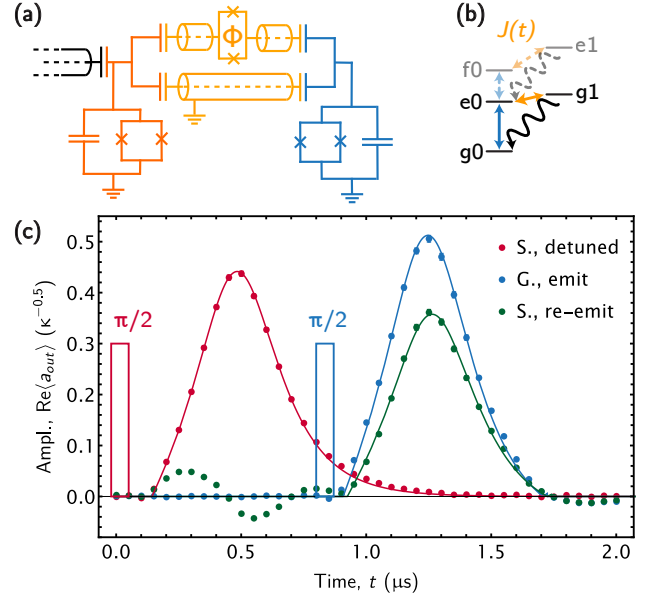 (a)
Φ
(b)
J(t)
e1
f0
e0
g1
g0
(c)
Ampl., Re⟨a_out⟩ (κ^−0.5)
0.5
0.4
0.3
0.2
0.1
0.0
π/2
π/2
S., detuned
G., emit
S., re-emit
0.0 0.5 1.0 1.5 2.0
Time, t (μs)